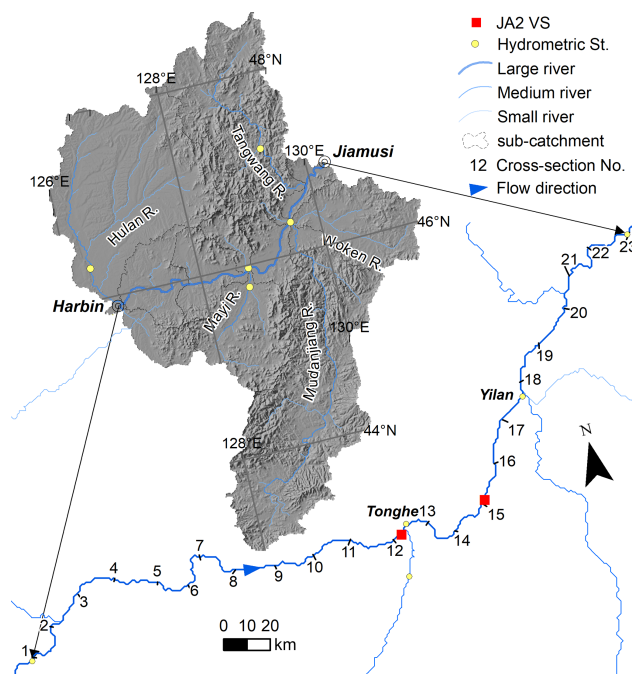 JA2 VS
Hydrometric St.
Large river
Medium river
Small river
sub-catchment
12 Cross-section No.
Flow direction
48°N
128°E
130°E
Jiamusi
Tangwang R.
126°E
Hulan R.
46°N
Woken R.
Harbin
Mayi R.
Mudanjiang R.
130°E
128°E
44°N
23
22
21
20
19
18
Yilan
17
16
N
15
Tonghe
13
14
12
11
10
9
8
7
6
5
4
3
2
1
0 10 20
km